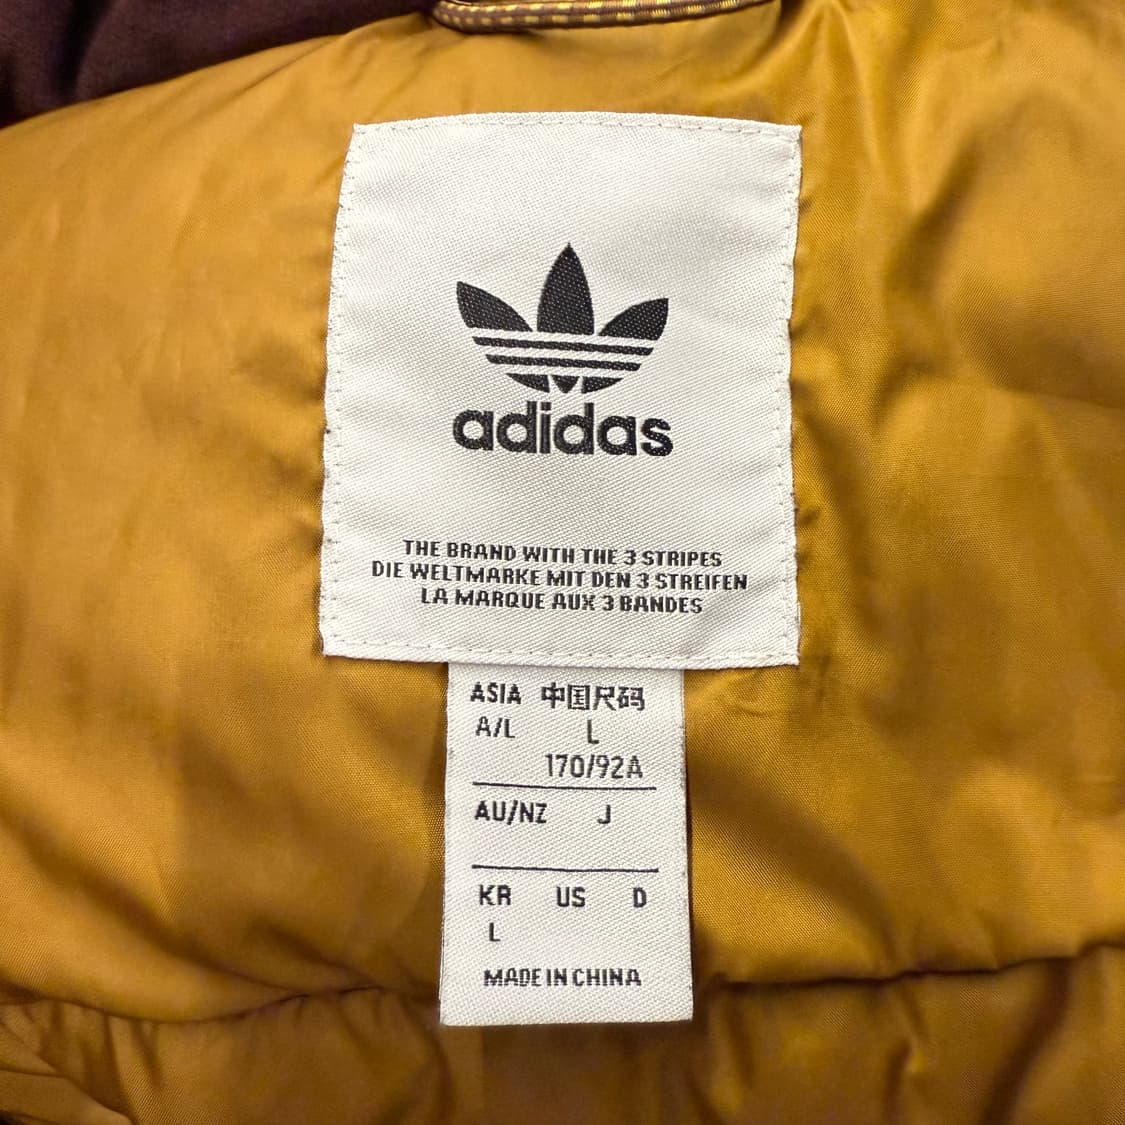 adidas
THE BRAND WITH THE 3 STRIPES
DIE WELTMARKE MIT DEN 3 STREIFEN
LA MARQUE AUX 3 BANDES
ASIA 中国尺码
A/L L
170/92A
AU/NZ J
KR US D
L
MADE IN CHINA